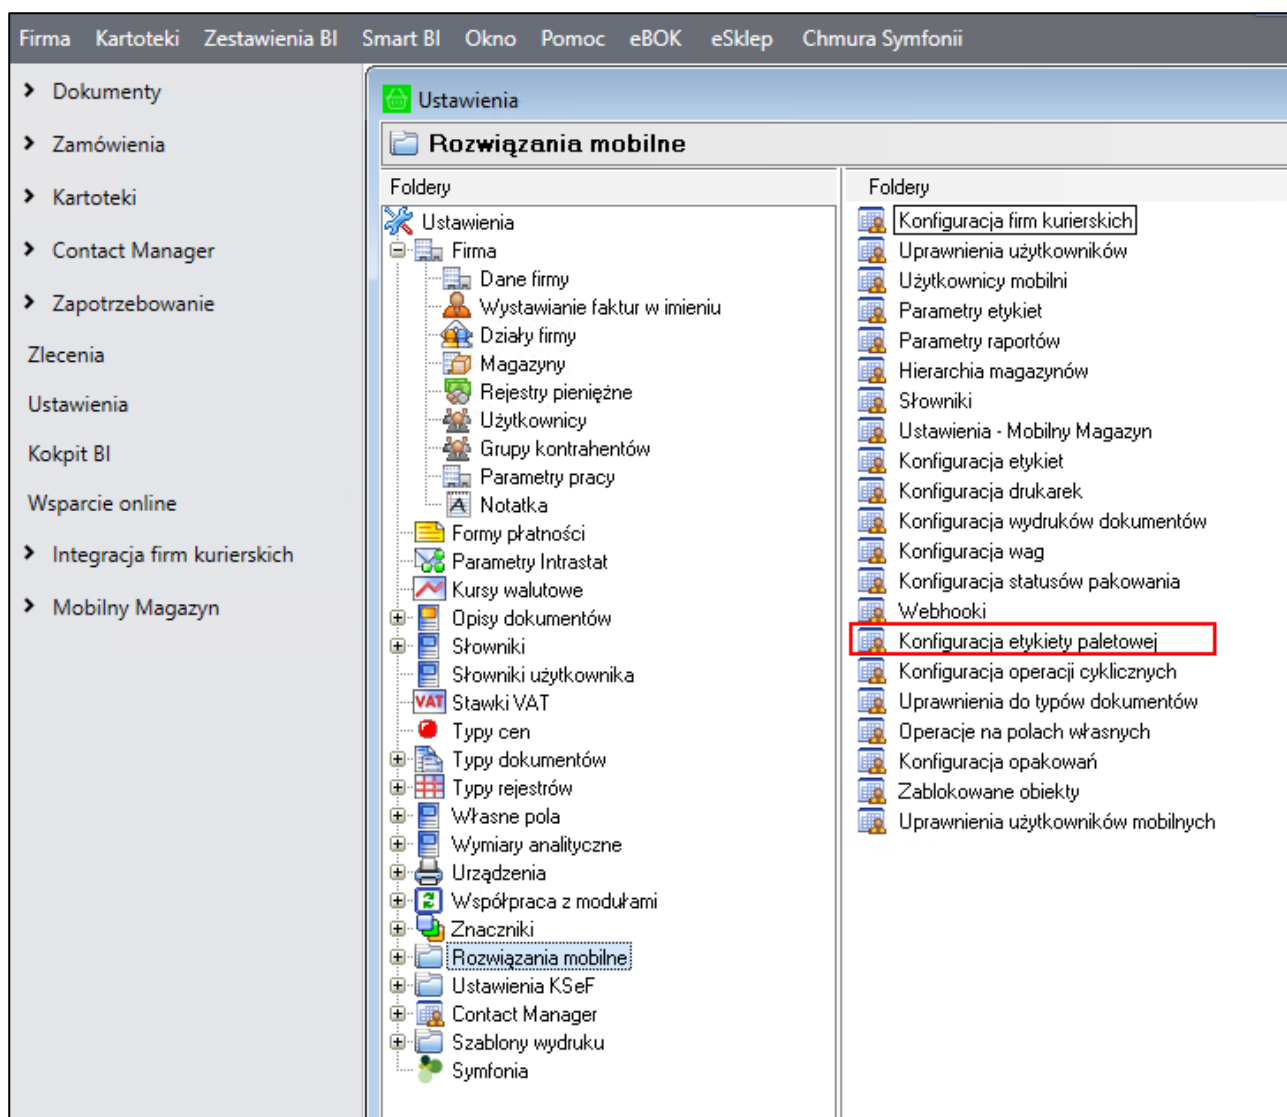 Firma Kartoteki Zestawienia BI Smart BI Okno Pomoc eBOK eSklep Chmura Symfonii
Dokumenty
Zamówienia
Kartoteki
Contact Manager
Zapotrzebowanie
Zlecenia
Ustawienia
Kokpit BI
Wsparcie online
Integracja firm kurierskich
Mobilny Magazyn
Ustawienia
Rozwiązania mobilne
Foldery
Ustawienia
Firma
Dane firmy
Wystawianie faktur w imieniu
Działy firmy
Magazyny
Rejestry pieniężne
Użytkownicy
Grupy kontrahentów
Parametry pracy
Notatka
Formy płatności
Parametry Intrastat
Kursy walutowe
Opisy dokumentów
Słowniki
Słowniki użytkownika
VAT Stawki VAT
Typy cen
Typy dokumentów
Typy rejestrów
Własne pola
Wymiary analityczne
Urządzenia
Współpraca z modułami
Znaczniki
Rozwiązania mobilne
Ustawienia KSeF
Contact Manager
Szablony wydruku
Symfonia
Foldery
Konfiguracja firm kurierskich
Uprawnienia użytkowników
Użytkownicy mobilni
Parametry etykiet
Parametry raportów
Hierarchia magazynów
Słowniki
Ustawienia - Mobilny Magazyn
Konfiguracja etykiet
Konfiguracja drukarek
Konfiguracja wydruków dokumentów
Konfiguracja wag
Konfiguracja statusów pakowania
Webhooki
Konfiguracja etykiety paletowej
Konfiguracja operacji cyklicznych
Uprawnienia do typów dokumentów
Operacje na polach własnych
Konfiguracja opakowań
Zablokowane obiekty
Uprawnienia użytkowników mobilnych